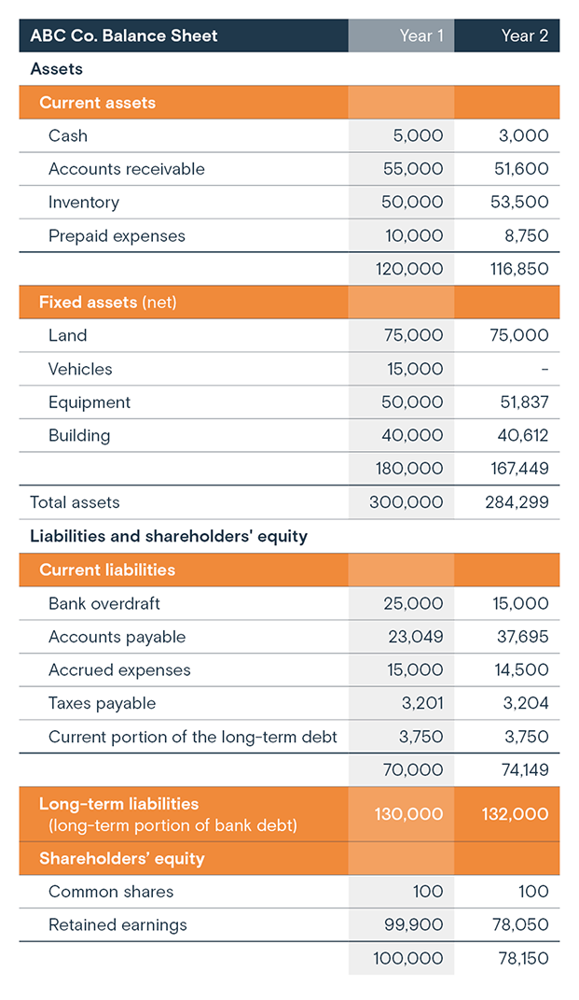 ABC Co. Balance Sheet Year 1 Year 2
Assets
Current assets
Cash 5,000 3,000
Accounts receivable 55,000 51,600
Inventory 50,000 53,500
Prepaid expenses 10,000 8,750
120,000 116,850
Fixed assets (net)
Land 75,000 75,000
Vehicles 15,000 –
Equipment 50,000 51,837
Building 40,000 40,612
180,000 167,449
Total assets 300,000 284,299
Liabilities and shareholders' equity
Current liabilities
Bank overdraft 25,000 15,000
Accounts payable 23,049 37,695
Accrued expenses 15,000 14,500
Taxes payable 3,201 3,204
Current portion of the long-term debt 3,750 3,750
70,000 74,149
Long-term liabilities
(long-term portion of bank debt) 130,000 132,000
Shareholders’ equity
Common shares 100 100
Retained earnings 99,900 78,050
100,000 78,150